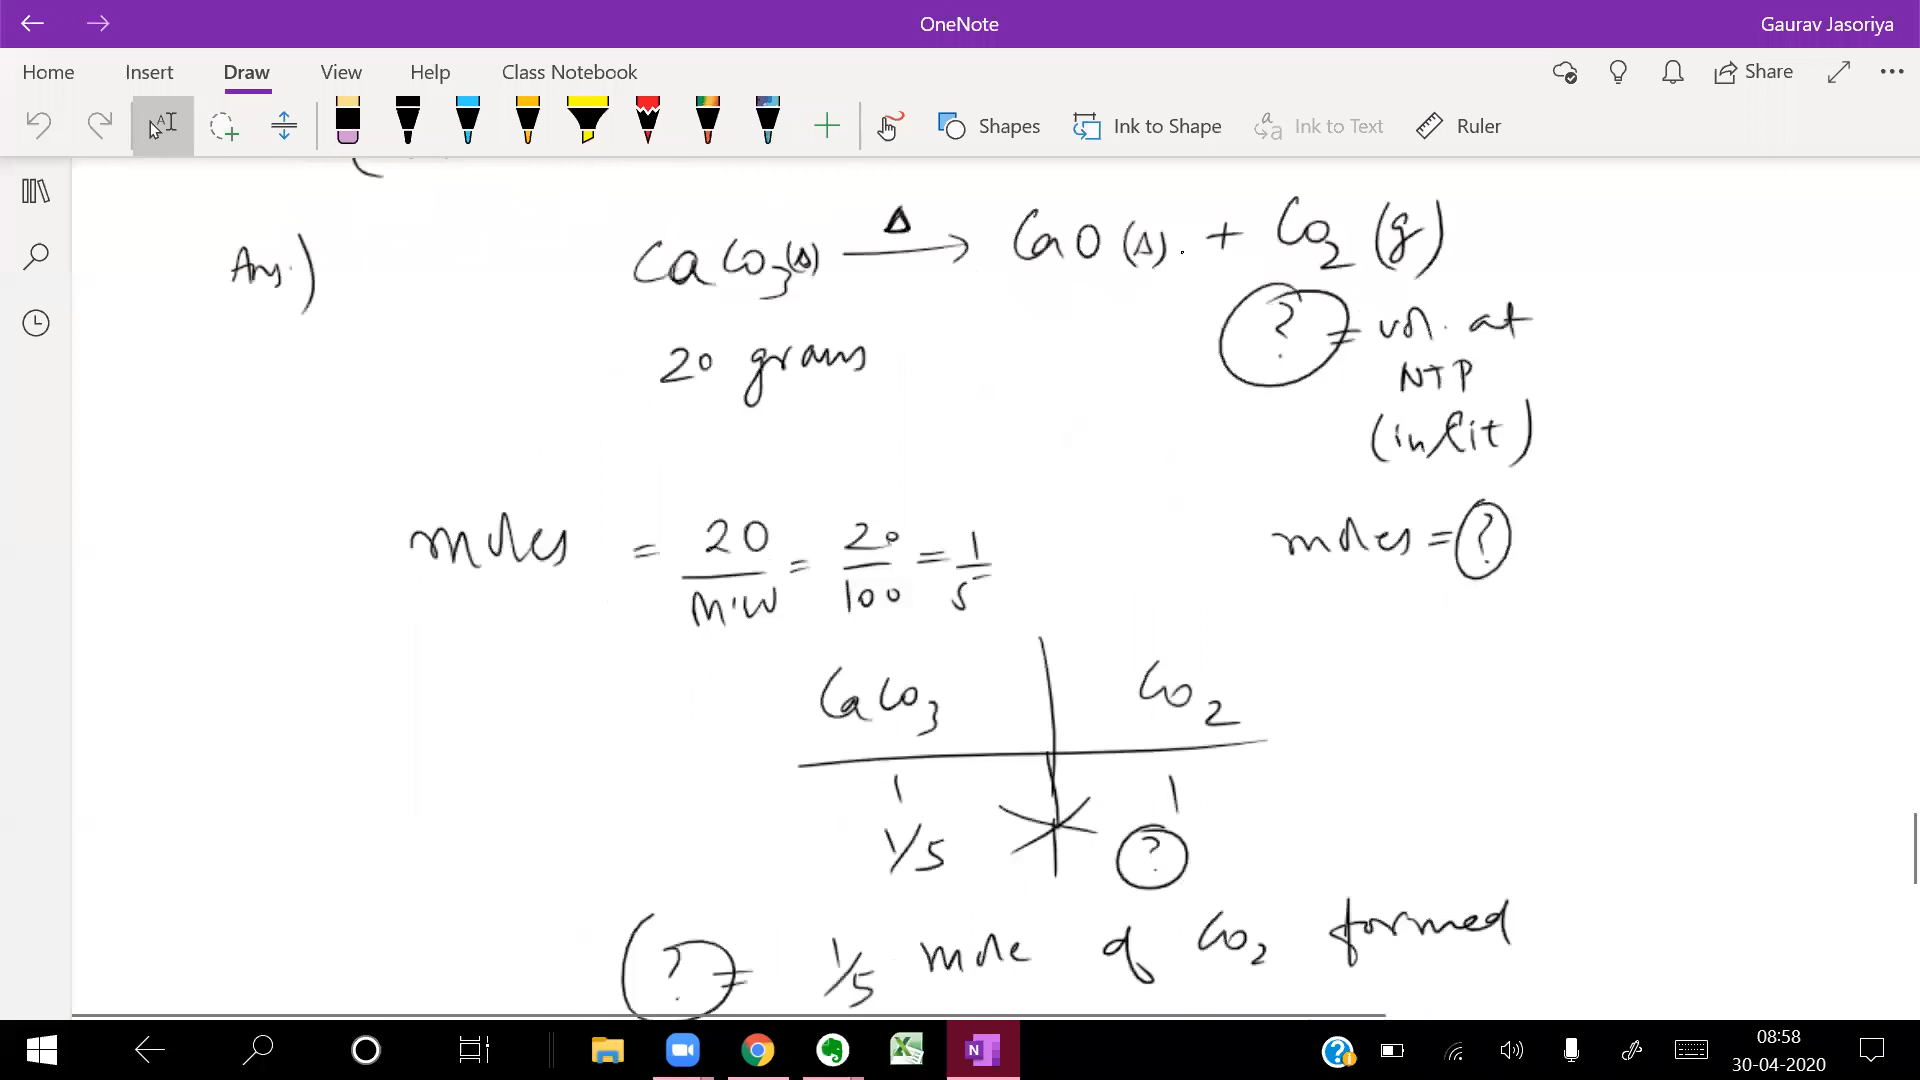 OneNote
Gaurav Jasoriya
Home Insert Draw View Help Class Notebook
Share
Shapes Ink to Shape Ink to Text Ruler
Ans.)
CaCO3(s) Δ → CaO(s). + CO2(g)
20 grams
? = vol. at
NTP
(in lit)
moles = 20/M.W = 20/100 = 1/5
moles = ?
CaCO3 CO2
1 1
1/5 ?
? = 1/5 mole of CO2 formed
08:58
30-04-2020